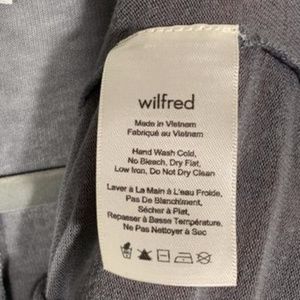 wilfred
Made in Vietnam
Fabriqué au Vietnam
Hand Wash Cold,
No Bleach, Dry Flat,
Low Iron, Do Not Dry Clean
Laver à La Main à L'eau Froide,
Pas De Blanchiment,
Sécher à Plat,
Repasser à Basse Température,
Ne Pas Nettoyer à Sec